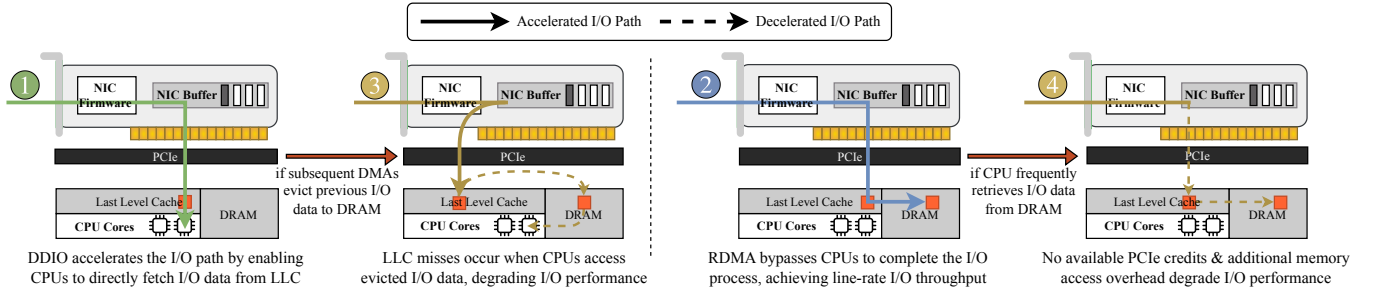 Accelerated I/O Path
Decelerated I/O Path
1
NIC
Firmware
NIC Buffer
PCIe
Last Level Cache
CPU Cores
DRAM
DDIO accelerates the I/O path by enabling
CPUs to directly fetch I/O data from LLC
if subsequent DMAs
evict previous I/O
data to DRAM
3
NIC
Firmware
NIC Buffer
PCIe
Last Level Cache
CPU Cores
DRAM
LLC misses occur when CPUs access
evicted I/O data, degrading I/O performance
2
NIC
Firmware
NIC Buffer
PCIe
Last Level Cache
CPU Cores
DRAM
RDMA bypasses CPUs to complete the I/O
process, achieving line-rate I/O throughput
if CPU frequently
retrieves I/O data
from DRAM
4
NIC
Firmware
NIC Buffer
PCIe
Last Level Cache
CPU Cores
DRAM
No available PCIe credits & additional memory
access overhead degrade I/O performance